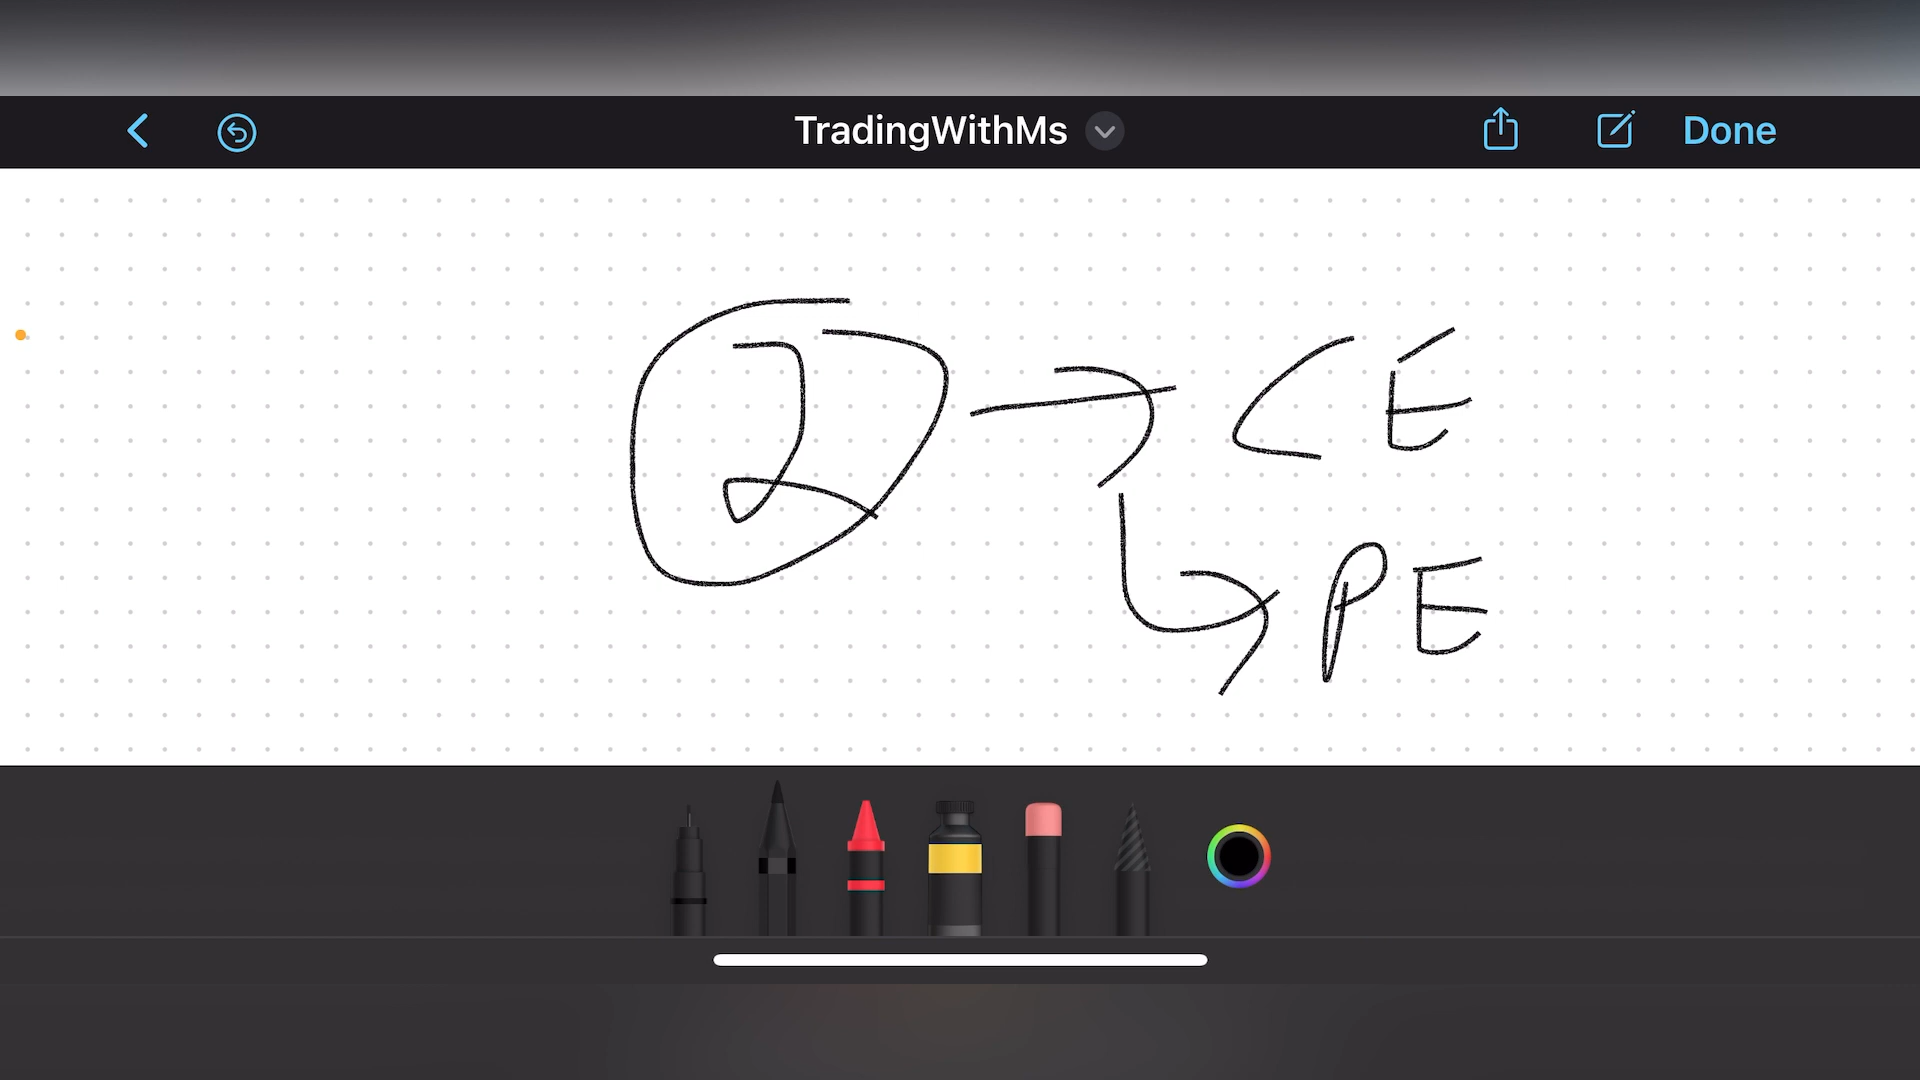 TradingWithMs
Done
2 → CE
↳ PE